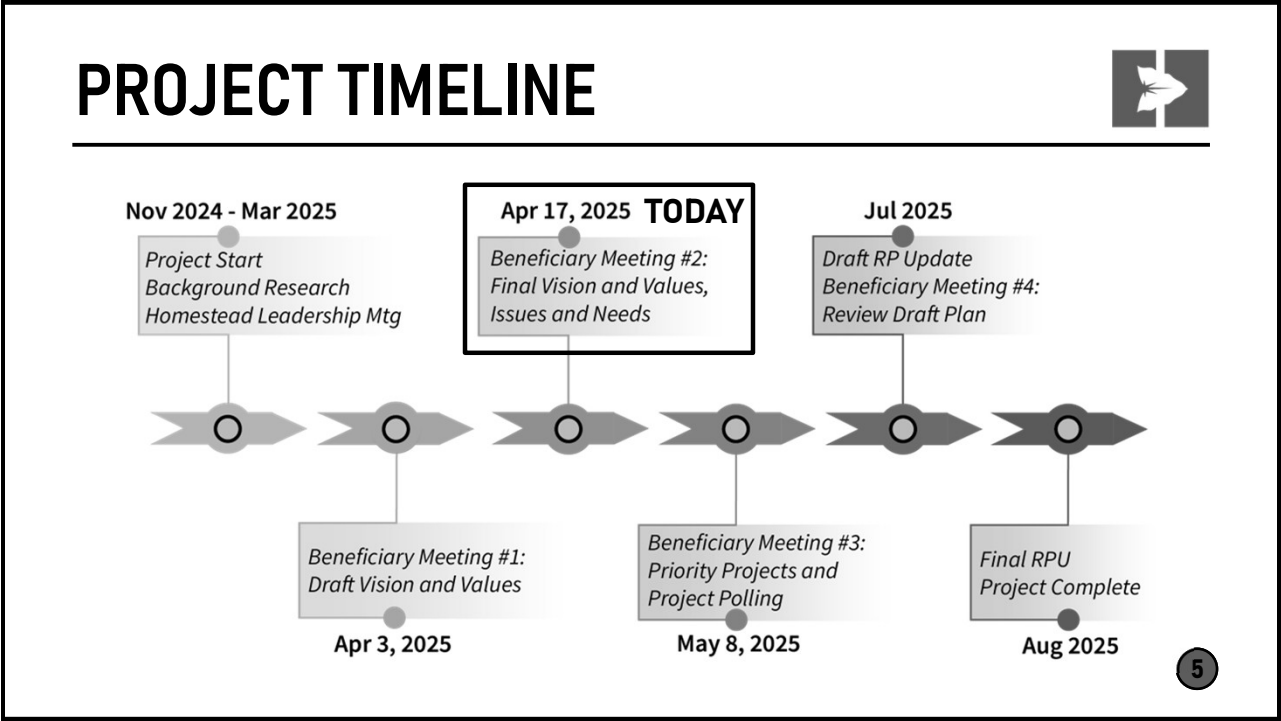 PROJECT TIMELINE
Nov 2024 - Mar 2025
Project Start
Background Research
Homestead Leadership Mtg
Apr 17, 2025 TODAY
Beneficiary Meeting #2:
Final Vision and Values,
Issues and Needs
Jul 2025
Draft RP Update
Beneficiary Meeting #4:
Review Draft Plan
Beneficiary Meeting #1:
Draft Vision and Values
Apr 3, 2025
Beneficiary Meeting #3:
Priority Projects and
Project Polling
May 8, 2025
Final RPU
Project Complete
Aug 2025
5